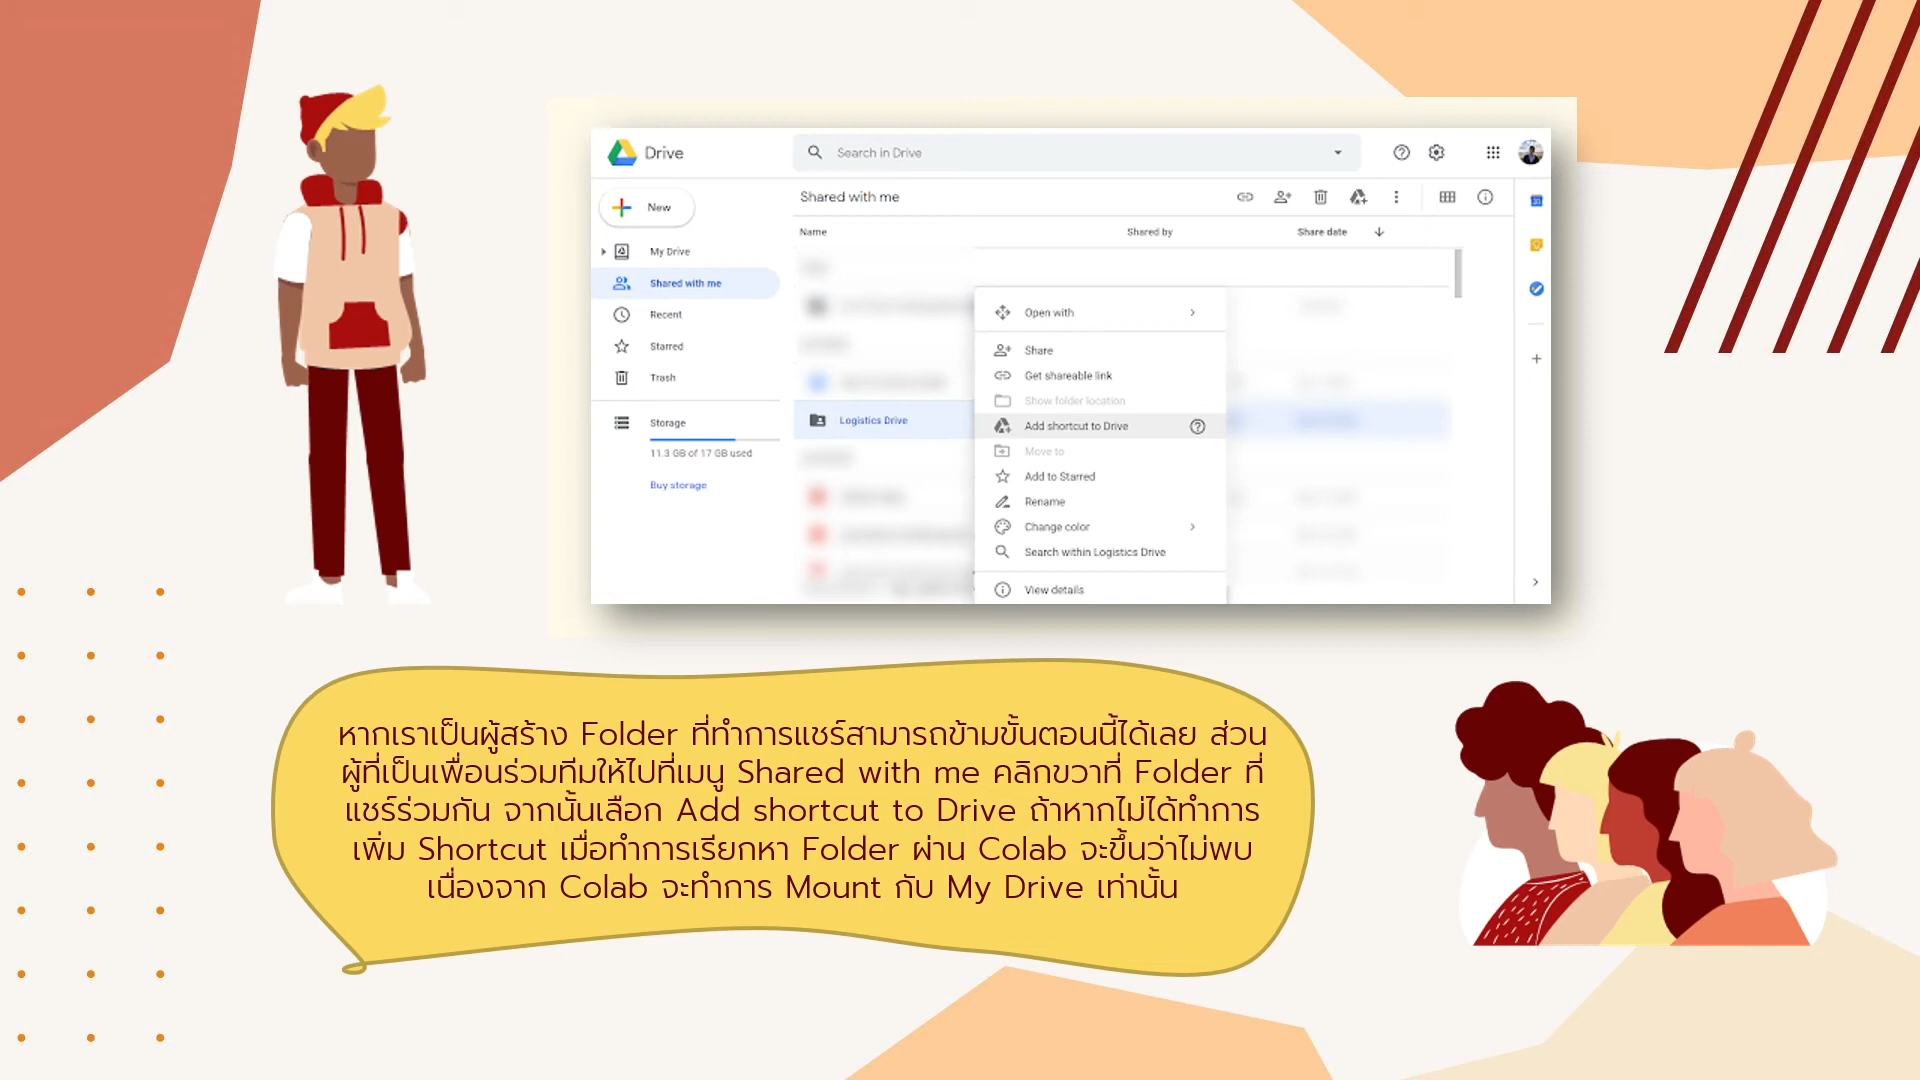 Drive
Search in Drive
New
Shared with me
Name
Shared by
Share date
My Drive
Shared with me
Recent
Starred
Trash
Storage
11.3 GB of 17 GB used
Buy storage
Logistics Drive
Open with
Share
Get shareable link
Show folder location
Add shortcut to Drive
Move to
Add to Starred
Rename
Change color
Search within Logistics Drive
View details
หากเราเป็นผู้สร้าง Folder ที่ทำการแชร์สามารถข้ามขั้นตอนนี้ได้เลย ส่วน
ผู้ที่เป็นเพื่อนร่วมทีมให้ไปที่เมนู Shared with me คลิกขวาที่ Folder ที่
แชร์ร่วมกัน จากนั้นเลือก Add shortcut to Drive ถ้าหากไม่ได้ทำการ
เพิ่ม Shortcut เมื่อทำการเรียกหา Folder ผ่าน Colab จะขึ้นว่าไม่พบ
เนื่องจาก Colab จะทำการ Mount กับ My Drive เท่านั้น